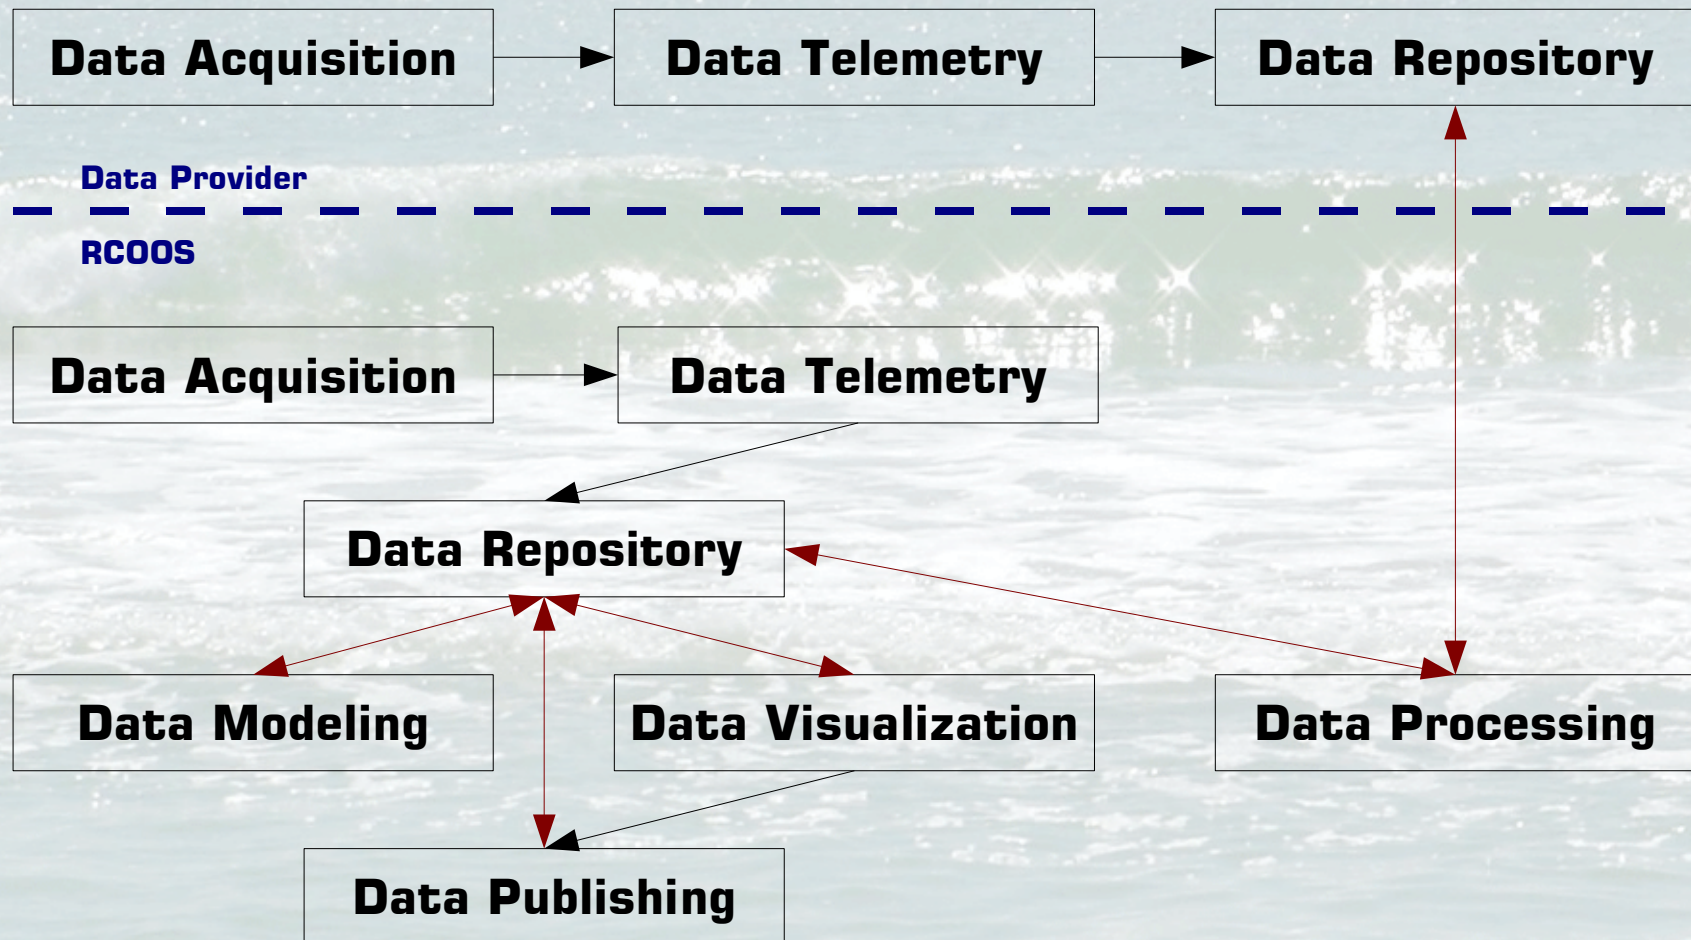 Data Acquisition
Data Telemetry
Data Repository
Data Provider
RCOOS
Data Acquisition
Data Telemetry
Data Repository
Data Modeling
Data Visualization
Data Processing
Data Publishing